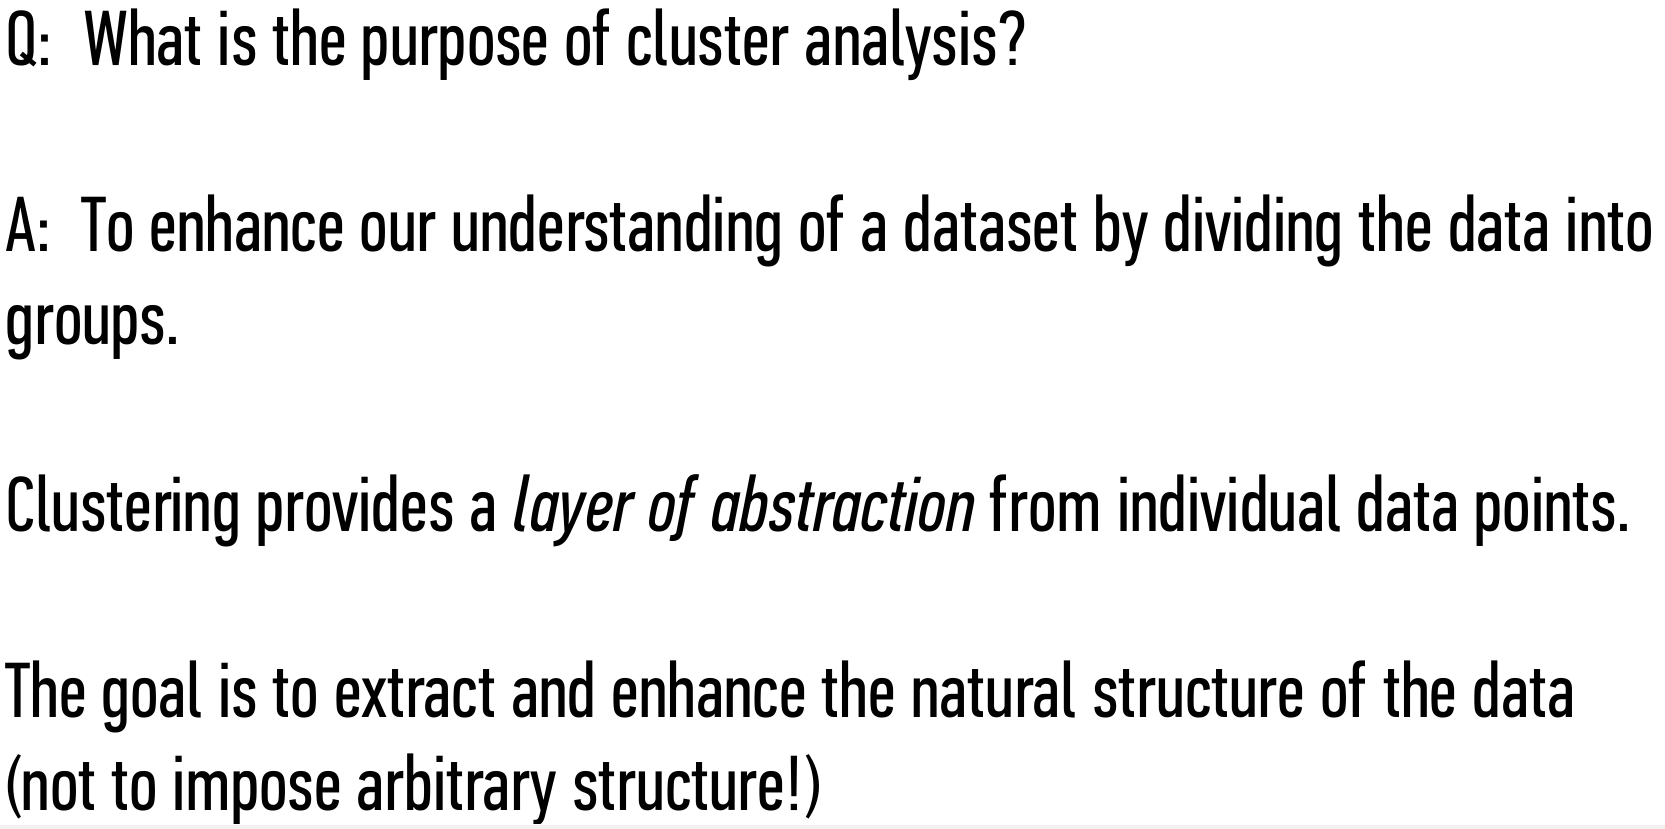 Q: What is the purpose of cluster analysis?
A: To enhance our understanding of a dataset by dividing the data into
groups.
Clustering provides a layer of abstraction from individual data points.
The goal is to extract and enhance the natural structure of the data
(not to impose arbitrary structure!)